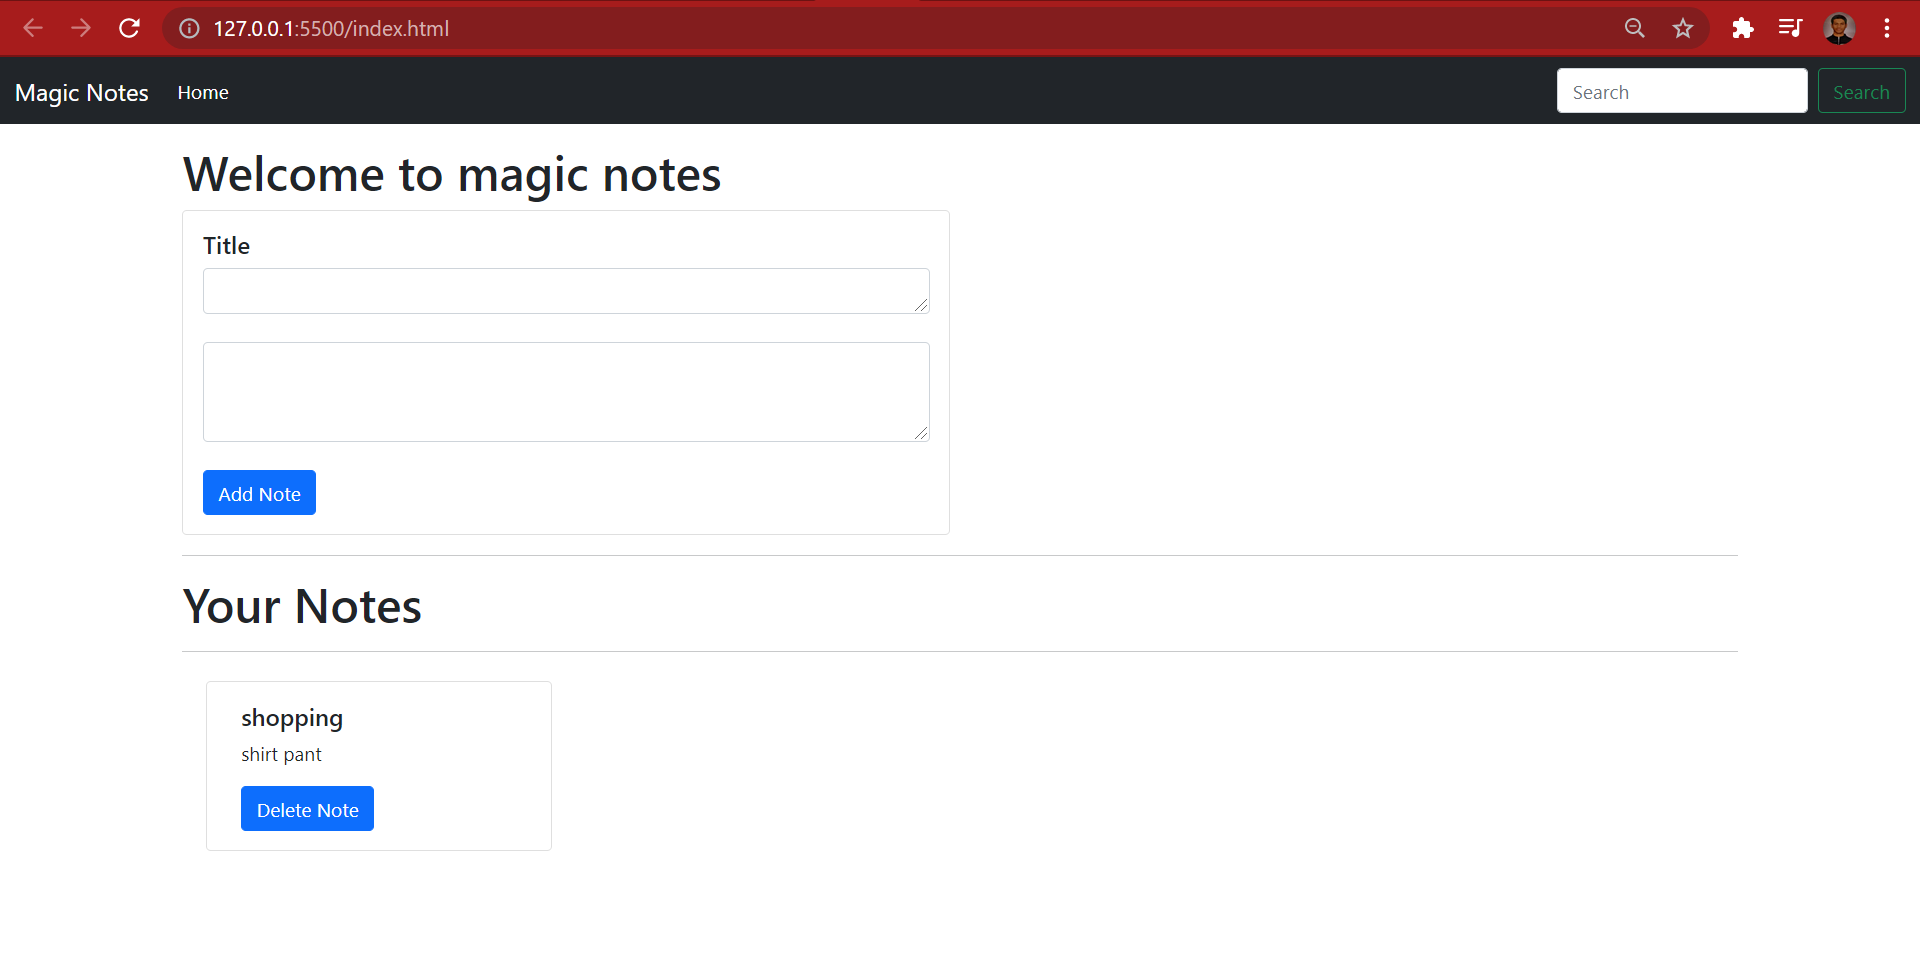 127.0.0.1:5500/index.html
Magic Notes Home Search Search
Welcome to magic notes
Title
Add Note
Your Notes
shopping
shirt pant
Delete Note